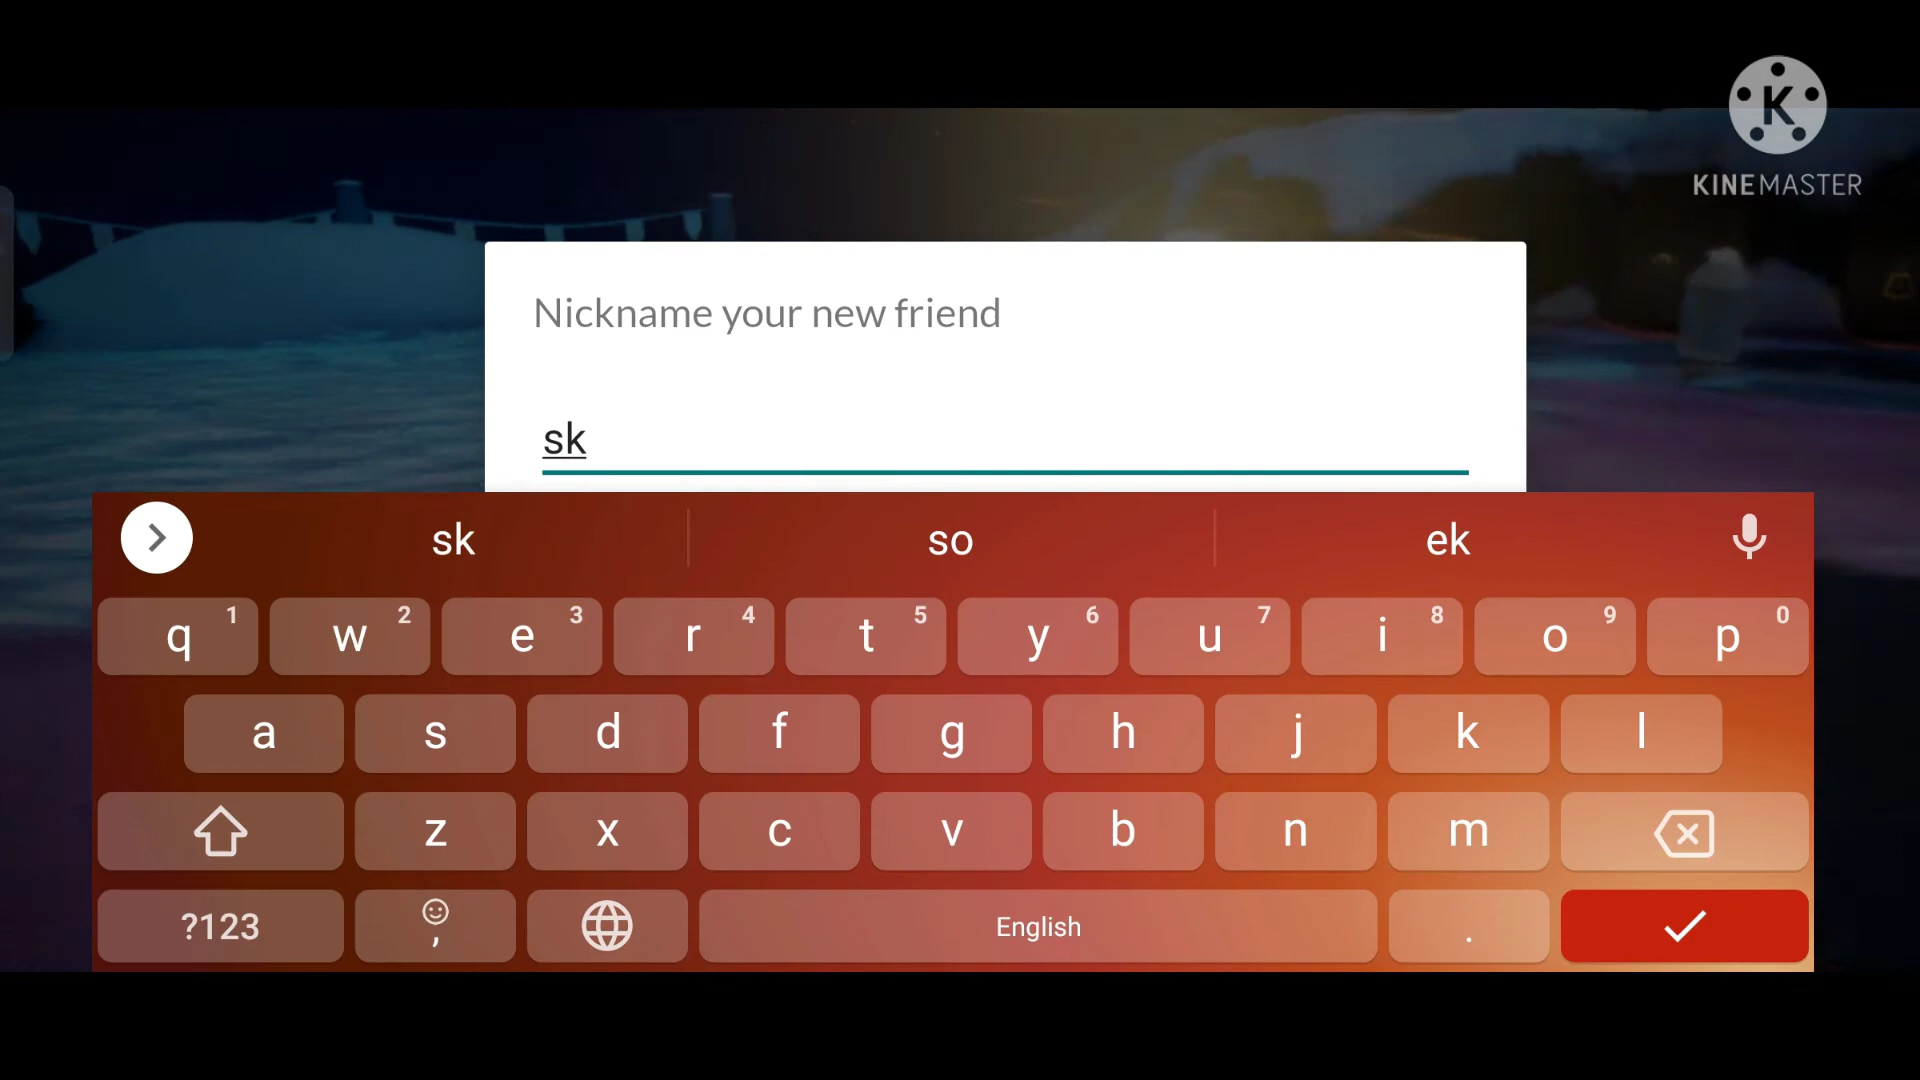 K
KINEMASTER
Nickname your new friend
sk
sk so ek
q 1 w 2 e 3 r 4 t 5 y 6 u 7 i 8 o 9 p 0
a s d f g h j k l
z x c v b n m
?123 , English .